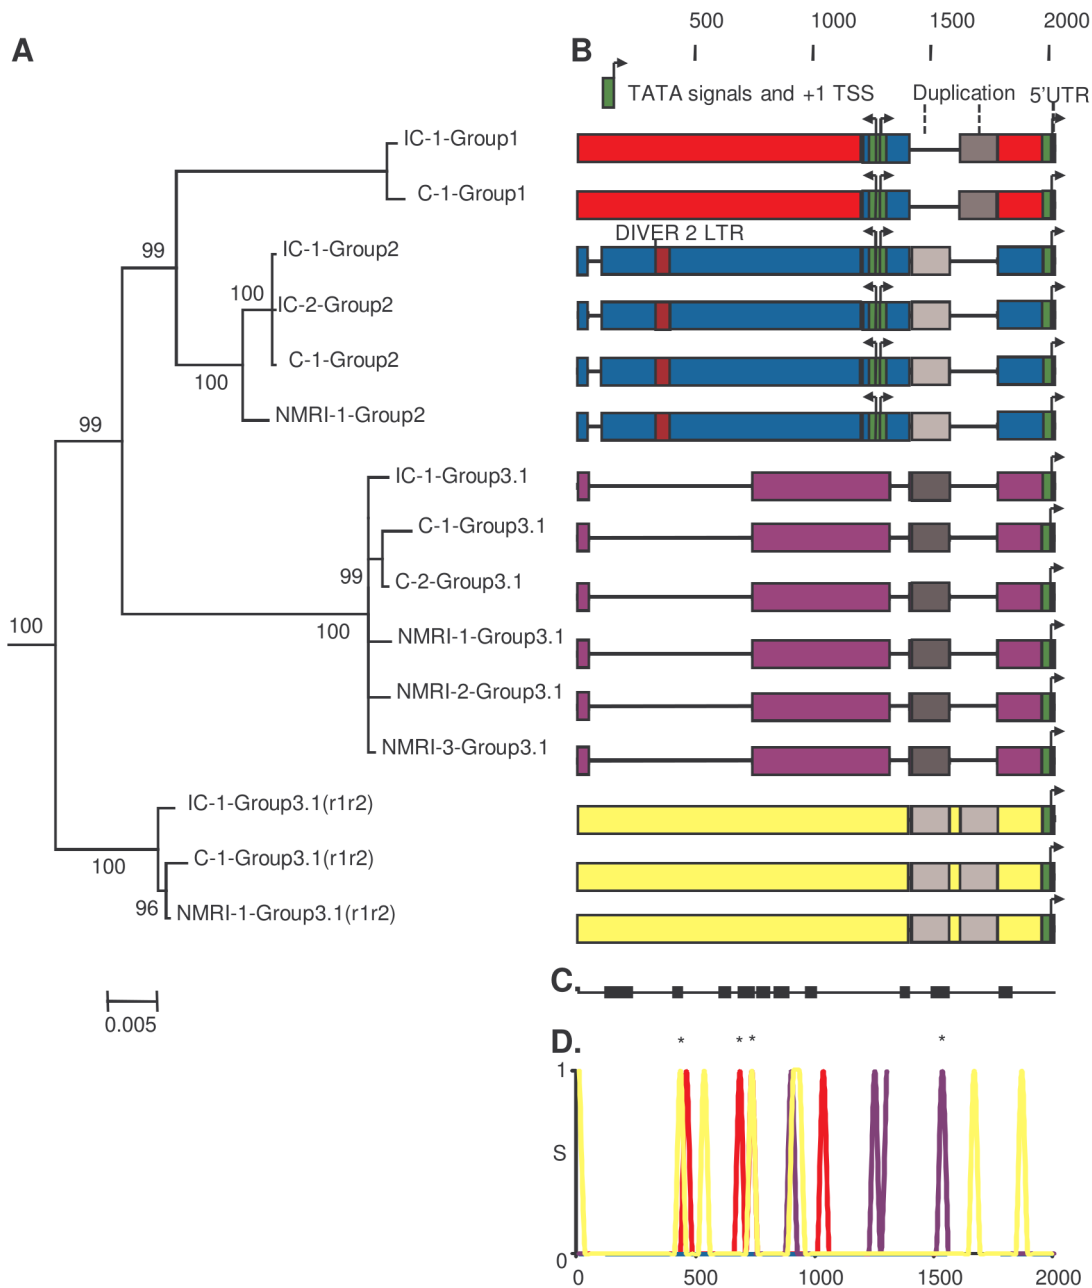 500 1000 1500 2000
A B
TATA signals and +1 TSS Duplication 5'UTR
IC-1-Group1
C-1-Group1
DIVER 2 LTR
99
IC-1-Group2
100
IC-2-Group2
C-1-Group2
100
NMRI-1-Group2
99
IC-1-Group3.1
C-1-Group3.1
99
C-2-Group3.1
100
100
NMRI-1-Group3.1
NMRI-2-Group3.1
NMRI-3-Group3.1
IC-1-Group3.1(r1r2)
100
C-1-Group3.1(r1r2)
96
NMRI-1-Group3.1(r1r2)
0.005
C.
D.
* * * *
1
S
0
0 500 1000 1500 2000